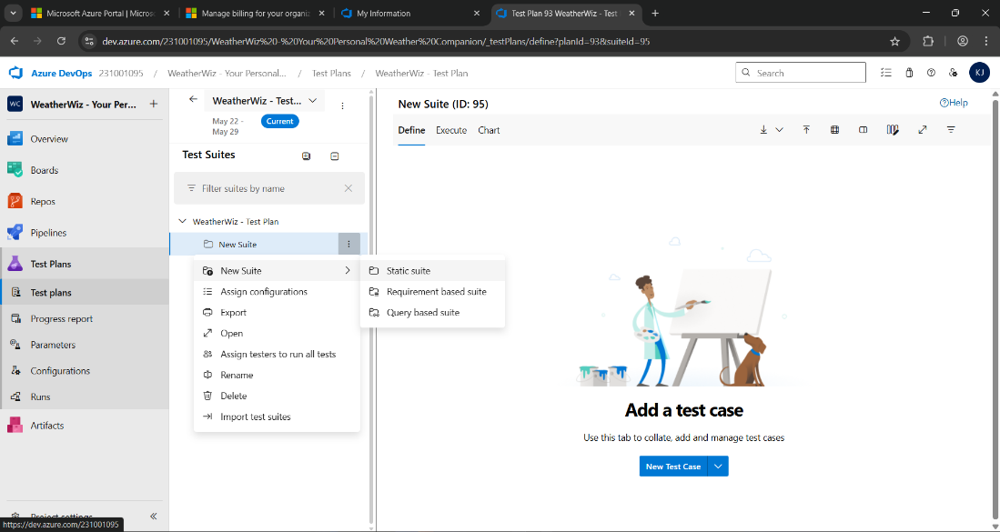 Microsoft Azure Portal | Micros
Manage billing for your organiz
My Information
Test Plan 93 WeatherWiz - Test
dev.azure.com/231001095/WeatherWiz%20-%20Your%20Personal%20Weather%20Companion/_testPlans/define?planId=93&suiteId=95
Azure DevOps 231001095 / WeatherWiz - Your Personal... / Test Plans / WeatherWiz - Test Plan
Search
KJ
WC WeatherWiz - Your Per...
Overview
Boards
Repos
Pipelines
Test Plans
Test plans
Progress report
Parameters
Configurations
Runs
Artifacts
Project settings
https://dev.azure.com/231001095
WeatherWiz - Test...
May 22 -
May 29
Current
Test Suites
Filter suites by name
WeatherWiz - Test Plan
New Suite
New Suite
Assign configurations
Export
Open
Assign testers to run all tests
Rename
Delete
Import test suites
Static suite
Requirement based suite
Query based suite
New Suite (ID: 95)
Help
Define Execute Chart
Add a test case
Use this tab to collate, add and manage test cases
New Test Case